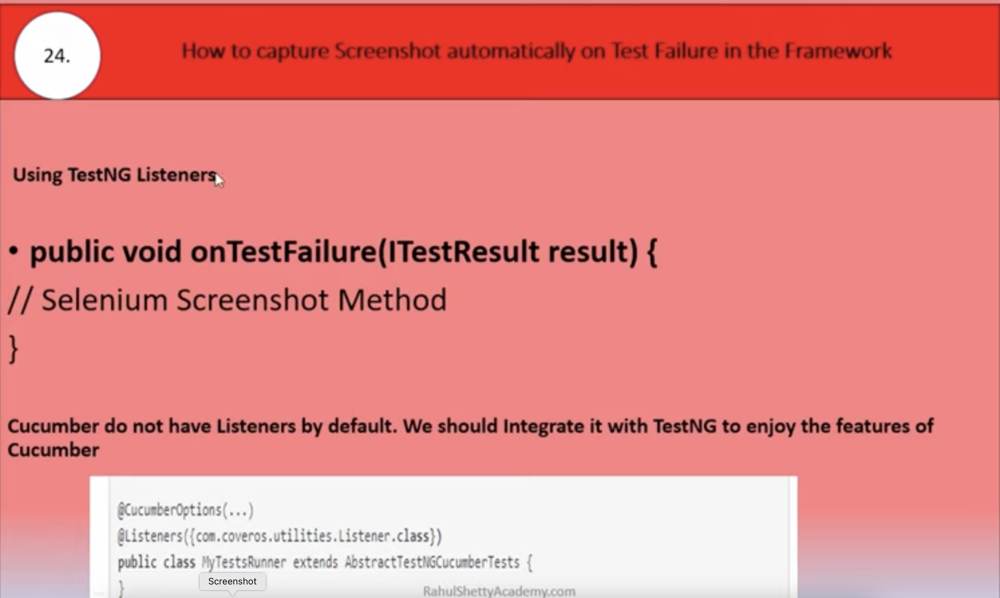 24.
How to capture Screenshot automatically on Test Failure in the Framework
Using TestNG Listeners
• public void onTestFailure(ITestResult result) {
// Selenium Screenshot Method
}
Cucumber do not have Listeners by default. We should Integrate it with TestNG to enjoy the features of
Cucumber
@CucumberOptions(...)
@Listeners({com.coveros.utilities.Listener.class})
public class MyTestsRunner extends AbstractTestNGCucumberTests {
}
Screenshot
RahulShettyAcademy.com